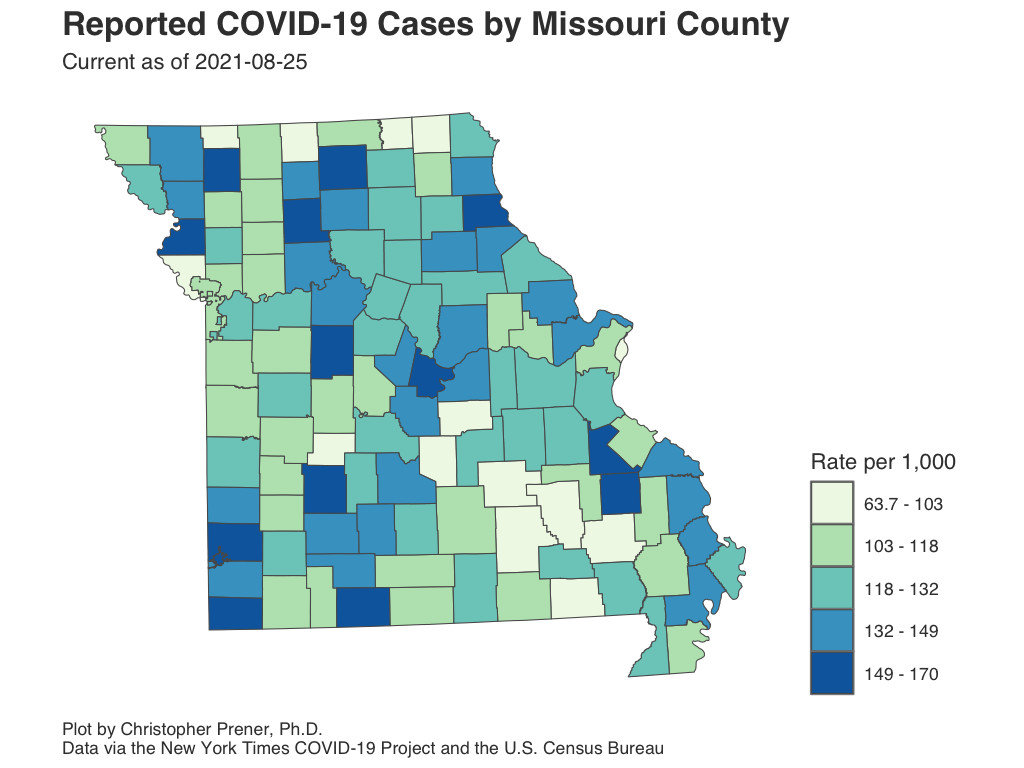 Reported COVID-19 Cases by Missouri County
Current as of 2021-08-25
Rate per 1,000
63.7 - 103
103 - 118
118 - 132
132 - 149
149 - 170
Plot by Christopher Prener, Ph.D.
Data via the New York Times COVID-19 Project and the U.S. Census Bureau